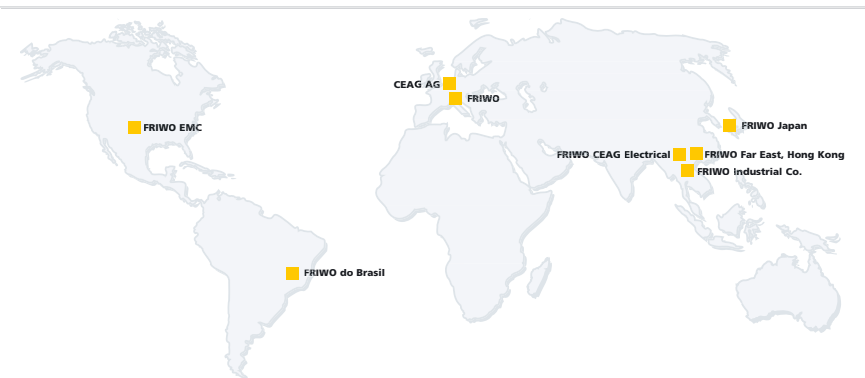 CEAG AG
FRIWO
FRIWO EMC
FRIWO Japan
FRIWO CEAG Electrical
FRIWO Far East, Hong Kong
FRIWO Industrial Co.
FRIWO do Brasil